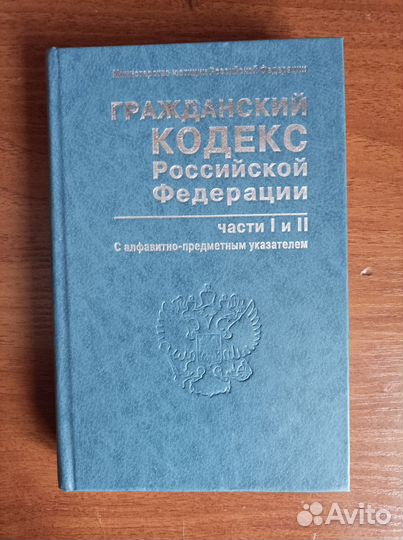 Министерство юстиции Российской Федерации
ГРАЖДАНСКИЙ
КОДЕКС
Российской
Федерации
части I и II
С алфавитно-предметным указателем
Avito